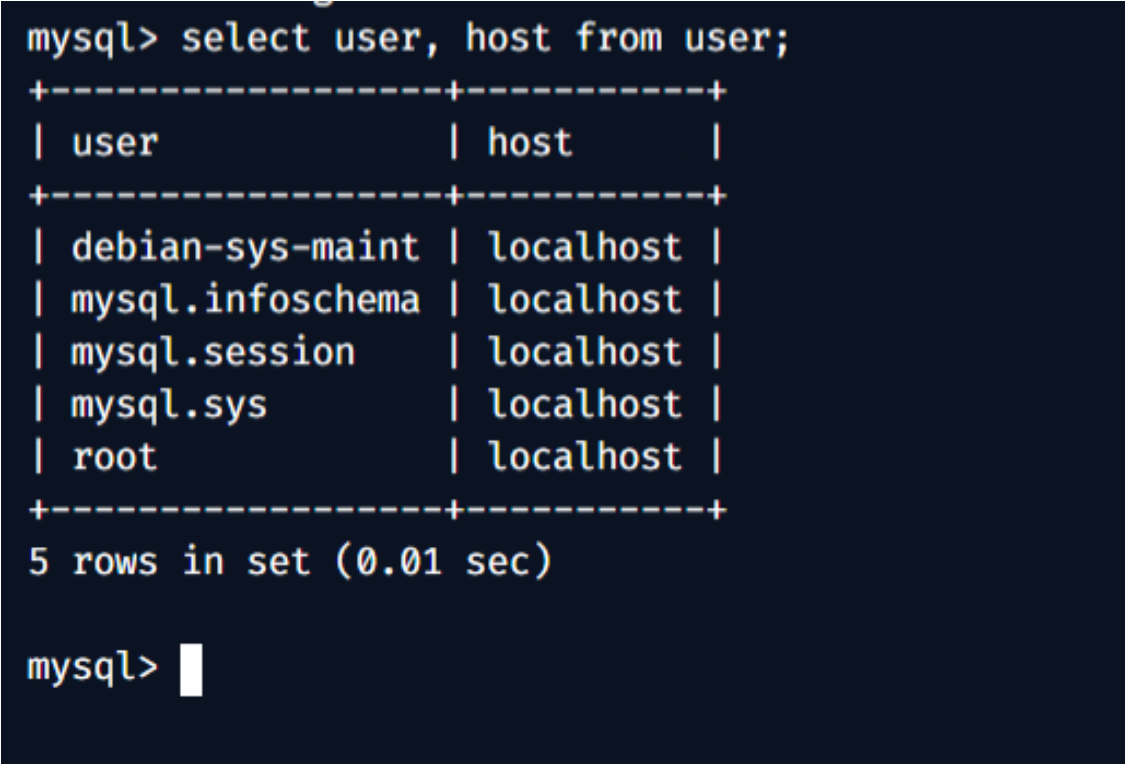 mysql> select user, host from user;
+------------------+-----------+
| user             | host      |
+------------------+-----------+
| debian-sys-maint | localhost |
| mysql.infoschema | localhost |
| mysql.session    | localhost |
| mysql.sys        | localhost |
| root             | localhost |
+------------------+-----------+
5 rows in set (0.01 sec)
mysql>